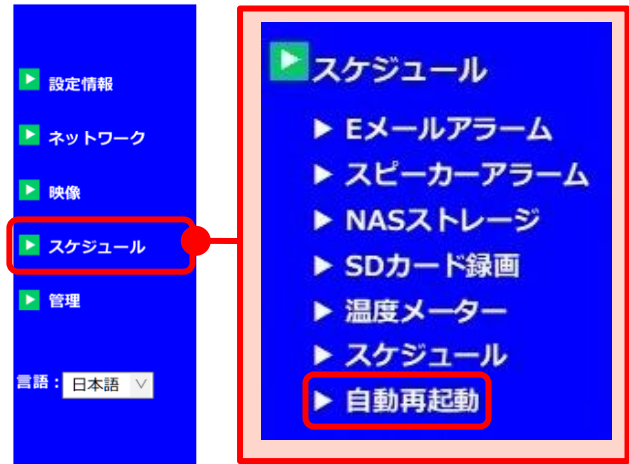 設定情報
ネットワーク
映像
スケジュール
管理
言語：日本語
スケジュール
Eメールアラーム
スピーカーアラーム
NASストレージ
SDカード録画
温度メーター
スケジュール
自動再起動